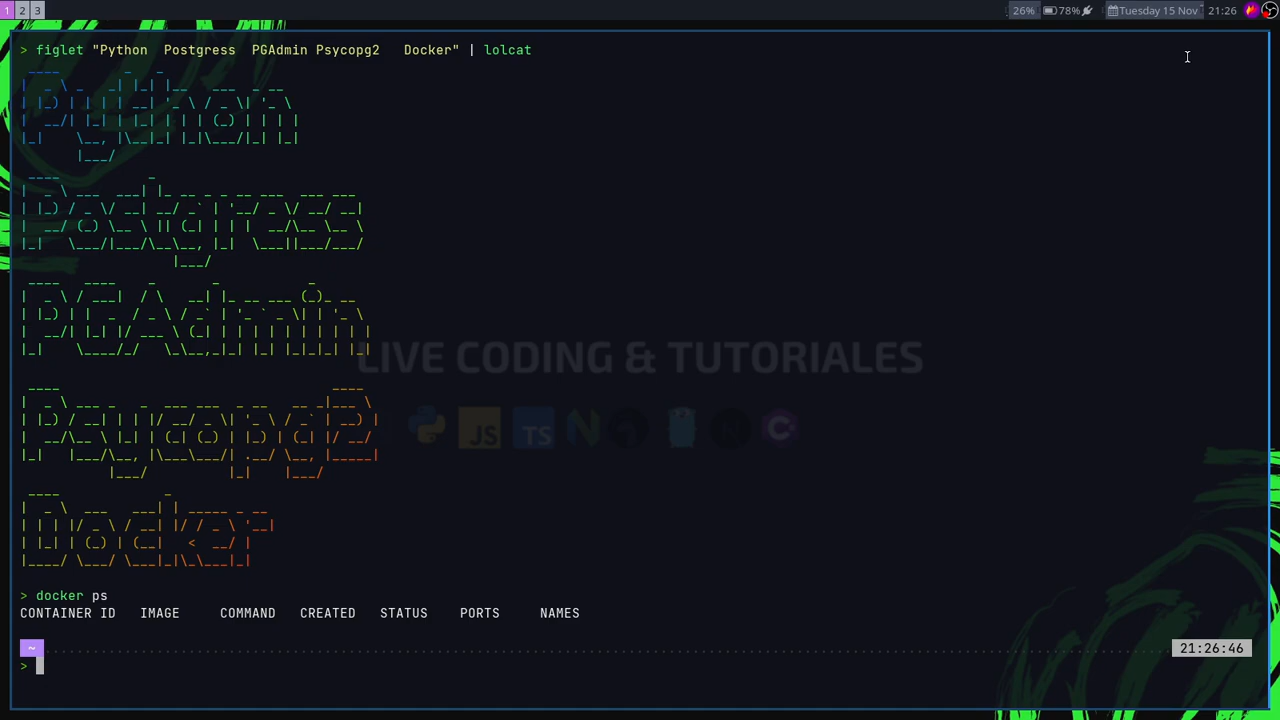 1 2 3 26% 78% Tuesday 15 Nov 21:26
> figlet "Python  Postgress  PGAdmin Psycopg2   Docker" | lolcat
Python
Postgress
PGAdmin
Psycopg2
Docker
LIVE CODING & TUTORIALES
JS TS N N C
> docker ps
CONTAINER ID   IMAGE     COMMAND   CREATED   STATUS    PORTS     NAMES
~ 21:26:46
>